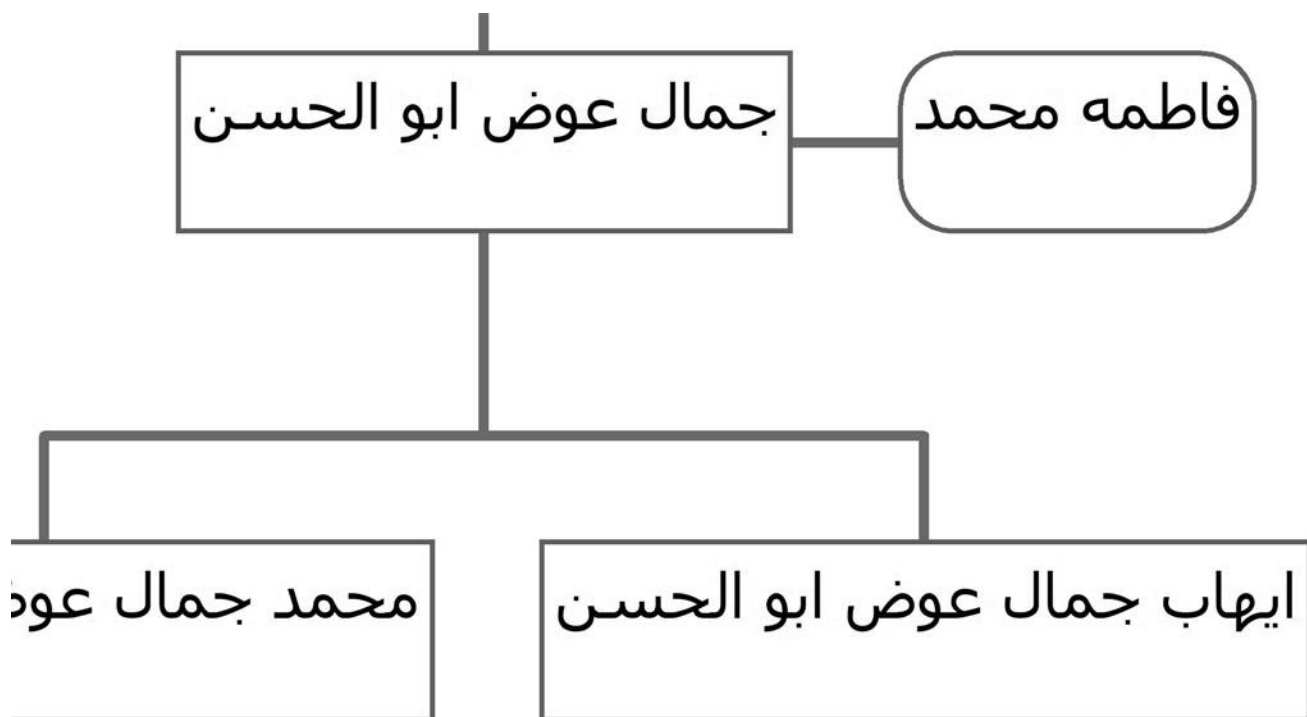 فاطمه محمد
جمال عوض ابو الحسن
ايهاب جمال عوض ابو الحسن
محمد جمال